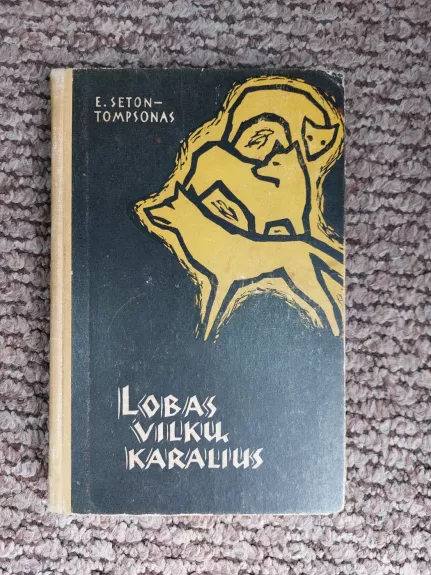 E. SETON–
TOMPSONAS
LOBAS
VILKŲ
KARALIUS